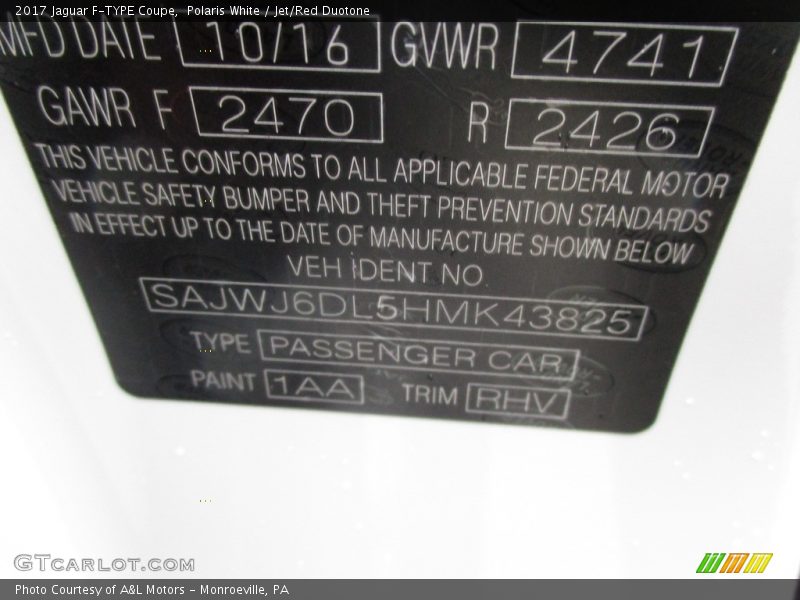 2017 Jaguar F-TYPE Coupe, Polaris White / Jet/Red Duotone
MFD DATE 10/16 GVWR 4741
GAWR F 2470 R 2426
THIS VEHICLE CONFORMS TO ALL APPLICABLE FEDERAL MOTOR
VEHICLE SAFETY BUMPER AND THEFT PREVENTION STANDARDS
IN EFFECT UP TO THE DATE OF MANUFACTURE SHOWN BELOW
VEH IDENT NO
SAJWJ6DL5HMK43825
TYPE PASSENGER CAR
PAINT 1AA TRIM RHV
GTcarlot.com
Photo Courtesy of A&L Motors - Monroeville, PA